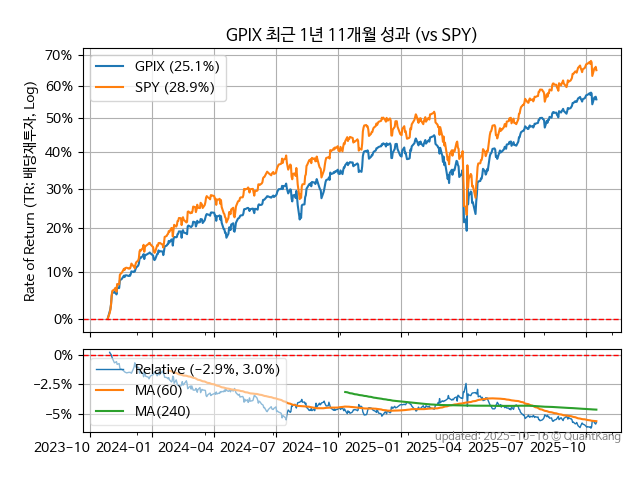 GPIX 최근 1년 11개월 성과 (vs SPY)
Rate of Return (TR: 배당재투자, Log)
70%
60%
50%
40%
30%
20%
10%
0%
GPIX (25.1%)
SPY (28.9%)
0%
−2.5%
−5%
Relative (−2.9%, 3.0%)
MA(60)
MA(240)
2023-10 2024-01 2024-04 2024-07 2024-10 2025-01 2025-04 2025-07 2025-10
updated: 2025-10-16 © QuantKang